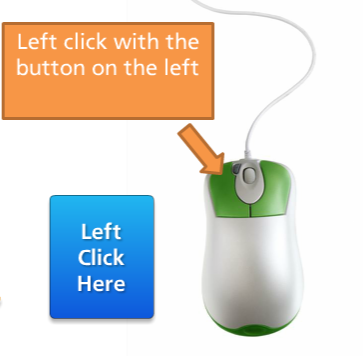 Left click with the
button on the left
Left
Click
Here